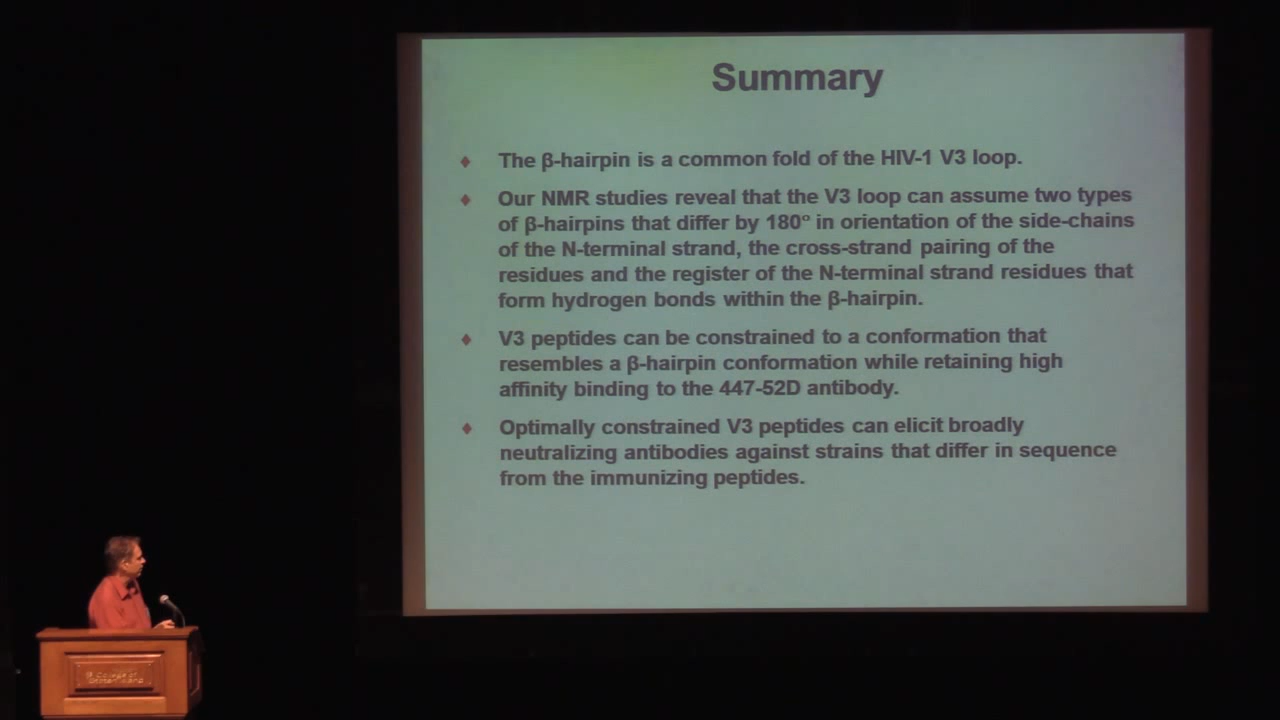 Summary
♦ The β-hairpin is a common fold of the HIV-1 V3 loop.
♦ Our NMR studies reveal that the V3 loop can assume two types
of β-hairpins that differ by 180° in orientation of the side-chains
of the N-terminal strand, the cross-strand pairing of the
residues and the register of the N-terminal strand residues that
form hydrogen bonds within the β-hairpin.
♦ V3 peptides can be constrained to a conformation that
resembles a β-hairpin conformation while retaining high
affinity binding to the 447-52D antibody.
♦ Optimally constrained V3 peptides can elicit broadly
neutralizing antibodies against strains that differ in sequence
from the immunizing peptides.
College of